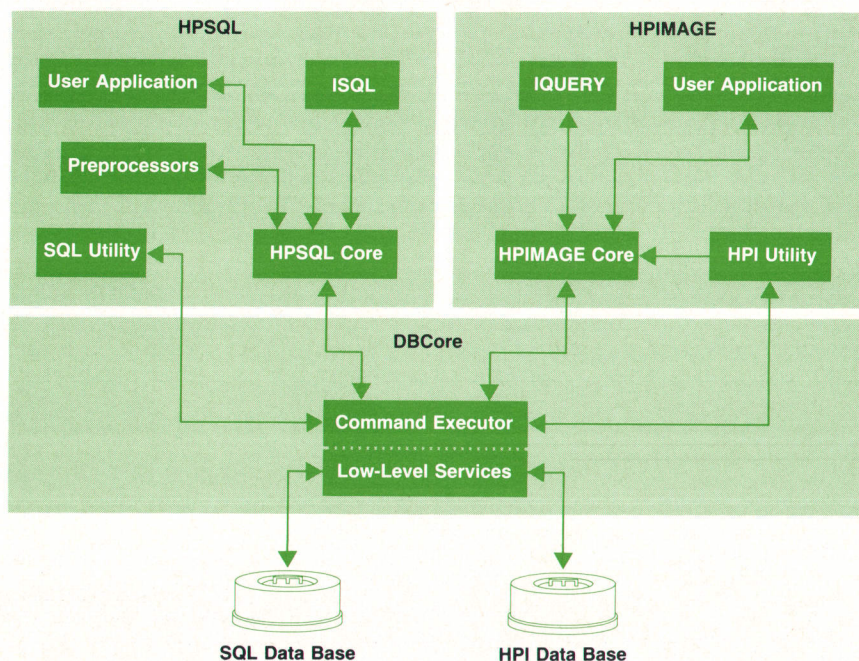 HPSQL
User Application
ISQL
Preprocessors
SQL Utility
HPSQL Core
HPIMAGE
IQUERY
User Application
HPIMAGE Core
HPI Utility
DBCore
Command Executor
Low-Level Services
SQL Data Base
HPI Data Base